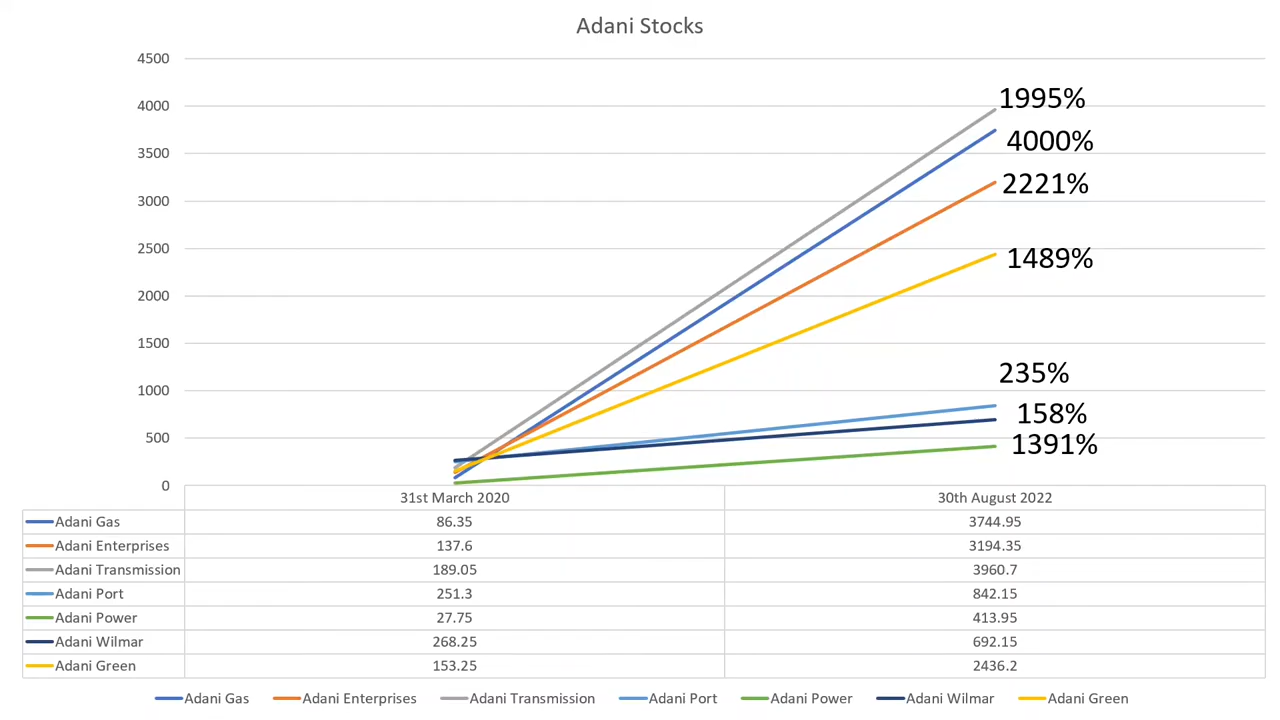 Adani Stocks
4500
4000
3500
3000
2500
2000
1500
1000
500
0
1995%
4000%
2221%
1489%
235%
158%
1391%
31st March 2020 30th August 2022
Adani Gas 86.35 3744.95
Adani Enterprises 137.6 3194.35
Adani Transmission 189.05 3960.7
Adani Port 251.3 842.15
Adani Power 27.75 413.95
Adani Wilmar 268.25 692.15
Adani Green 153.25 2436.2
Adani Gas Adani Enterprises Adani Transmission Adani Port Adani Power Adani Wilmar Adani Green